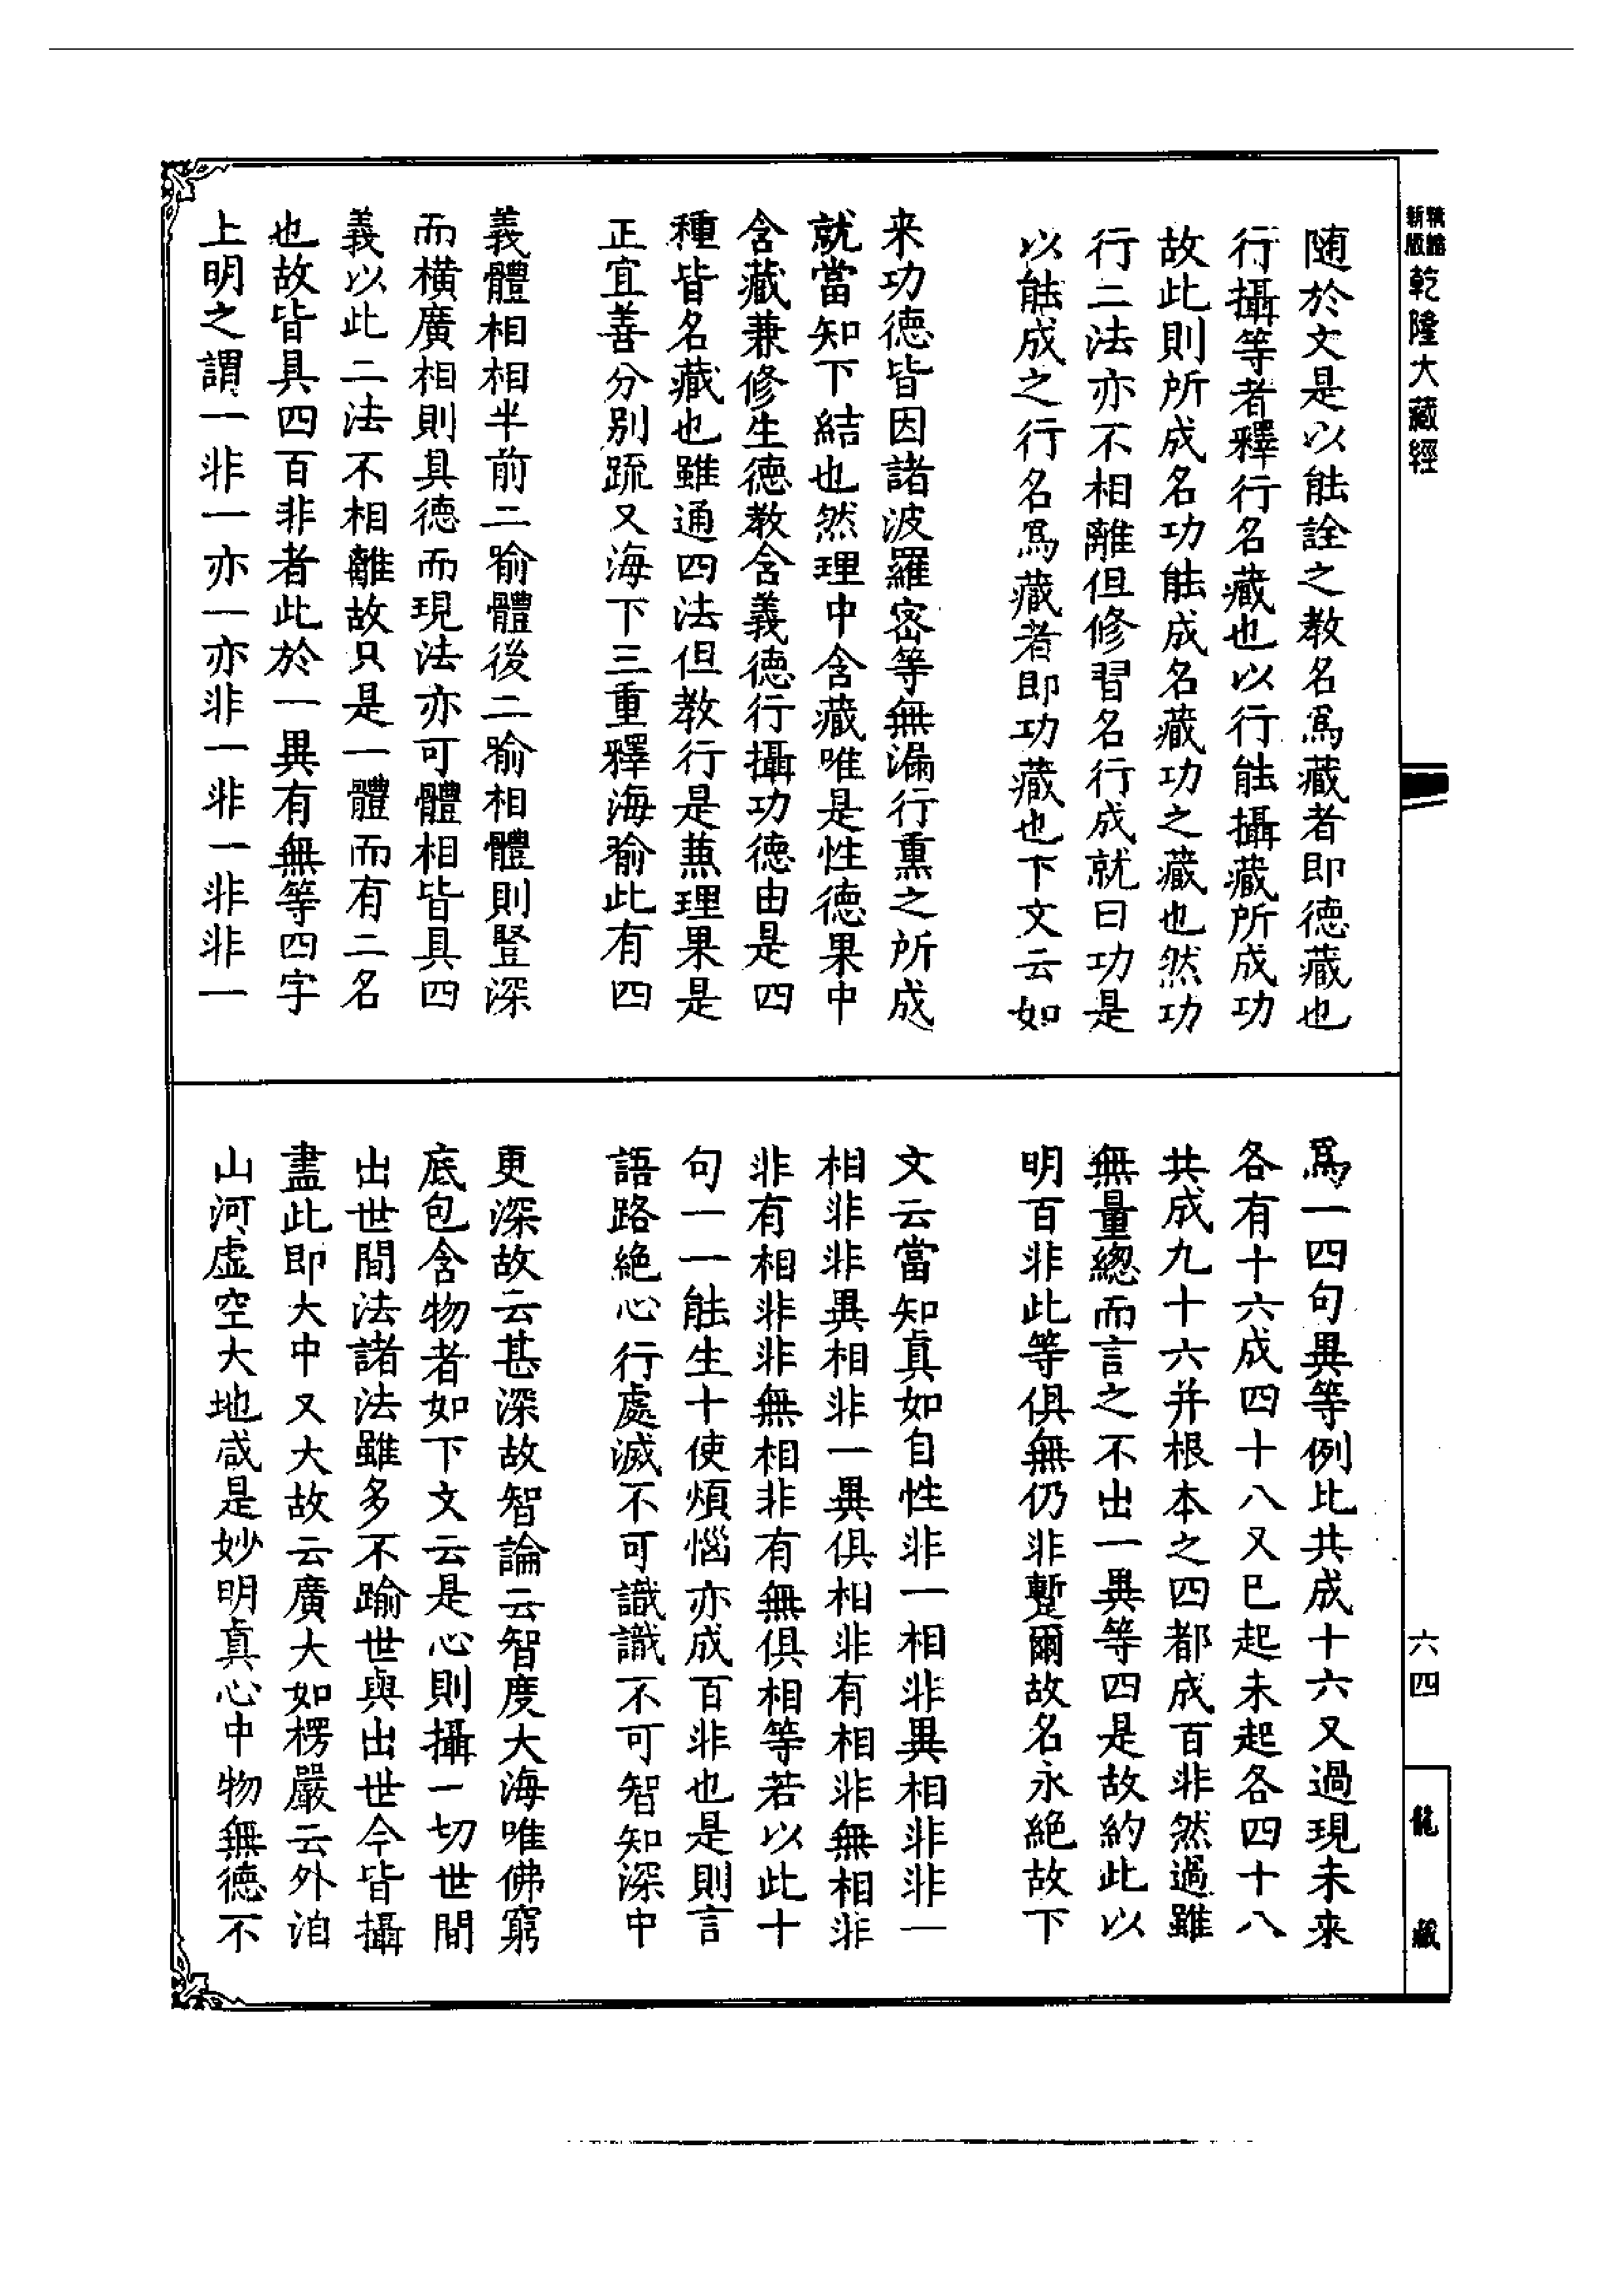 新版
乾隆大藏經
随於文是以能詮之教名爲藏者即德藏也
行攝等者釋行名藏也以行能攝藏所成功
故此則所成名功能成名藏功之藏也然功
行二法亦不相離但修習名行成就曰功是
以能成之行名爲藏者即功藏也下文云如
来功德皆因諸波羅密等無漏行熏之所成
就當知下結也然理中含藏唯是性德果中
含藏兼修生德教含義德行攝功德由是四
種皆名藏也雖通四法但教行是蕉理果是
正宜善分別䟽又海下三重釋海喻此有四
義體相相半前二喻體後二喻相體則竪深
而橫廣相則具德而現法亦可體相皆具四
義以此二法不相離故只是一體而有二名
也故皆具四百非者此於一異有無等四字
上明之謂一非一亦一亦非一非一非非一
爲一四句異等例此共成十六又過現未来
各有十六成四十八又已起未起各四十八
共成九十六并根本之四都成百非然過雖
無量緫而言之不出一異等四是故約此以
明百非此等俱無仍非蹔爾故名永絕故下
文云當知真如自性非一相非異相非非一
相非非異相非一異俱相非有相非無相非
非有相非非無相非有無俱相等若以此十
句一一能生十使煩惱亦成百非也是則言
語路絕心行處滅不可識識不可智知深中
更深故云甚深故智論云智度大海唯佛窮
底包含物者如下文云是心則攝一切世間
出世間法諸法雖多不踰世與出世今皆攝
盡此即大中又大故云廣大如楞嚴云外洎
山河虛空大地咸是妙明真心中物無德不
六四
龍藏